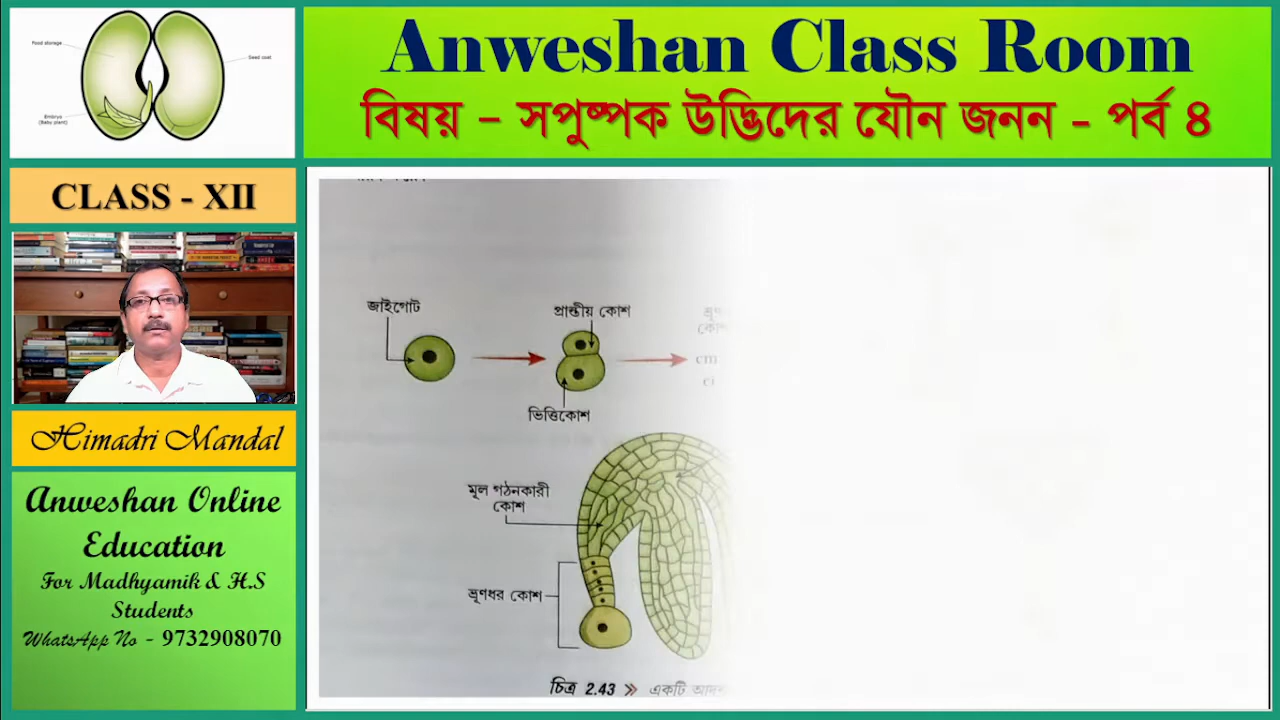 Food storage
Seed coat
Embryo
(Baby plant)
Anweshan Class Room
বিষয় – সপুষ্পক উদ্ভিদের যৌন জনন - পর্ব ৪
CLASS - XII
Himadri Mandal
Anweshan Online
Education
For Madhyamik & H.S
Students
WhatsApp No - 9732908070
জাইগোট
প্রান্তীয় কোশ
ভিত্তিকোশ
মূল গঠনকারী
কোশ
ভ্রূণধর কোশ
চিত্র 2.43 » একটি